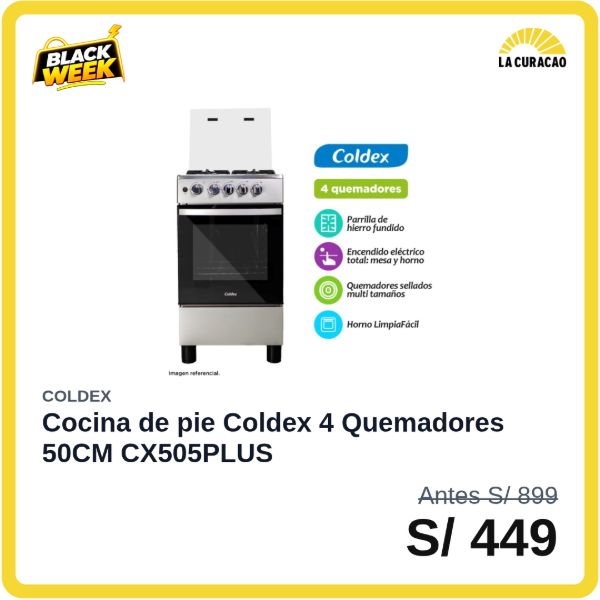 BLACK
WEEK
LA CURACAO
Coldex
4 quemadores
Parrilla de
hierro fundido
Encendido eléctrico
total: mesa y horno
Quemadores sellados
multi tamaños
Horno LimpiaFácil
Coldex
Imagen referencial.
COLDEX
Cocina de pie Coldex 4 Quemadores
50CM CX505PLUS
Antes S/ 899
S/ 449